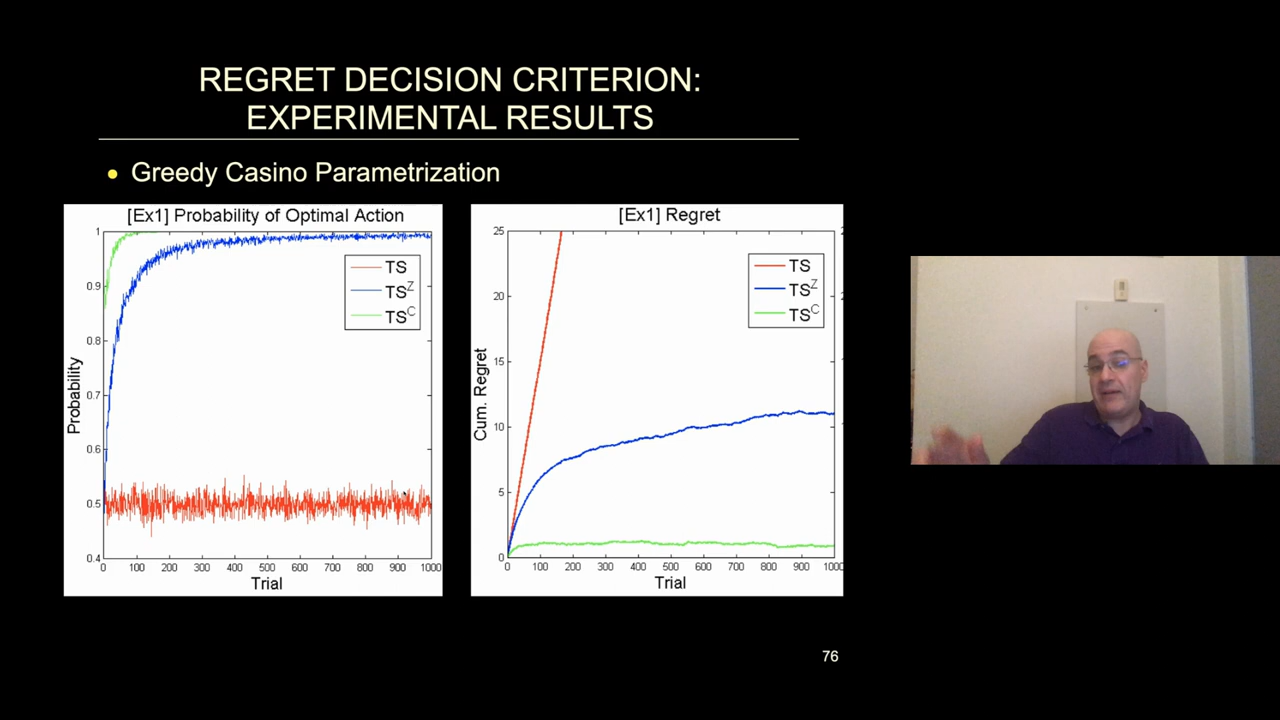 REGRET DECISION CRITERION:
EXPERIMENTAL RESULTS
• Greedy Casino Parametrization
[Ex1] Probability of Optimal Action
1
0.9
0.8
0.7
0.6
0.5
0.4
Probability
TS
TS^Z
TS^C
0 100 200 300 400 500 600 700 800 900 1000
Trial
[Ex1] Regret
25
20
15
10
5
0
Cum. Regret
TS
TS^Z
TS^C
0 100 200 300 400 500 600 700 800 900 1000
Trial
76